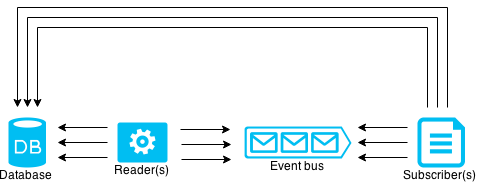 DB
Database
Reader(s)
Event bus
Subscriber(s)